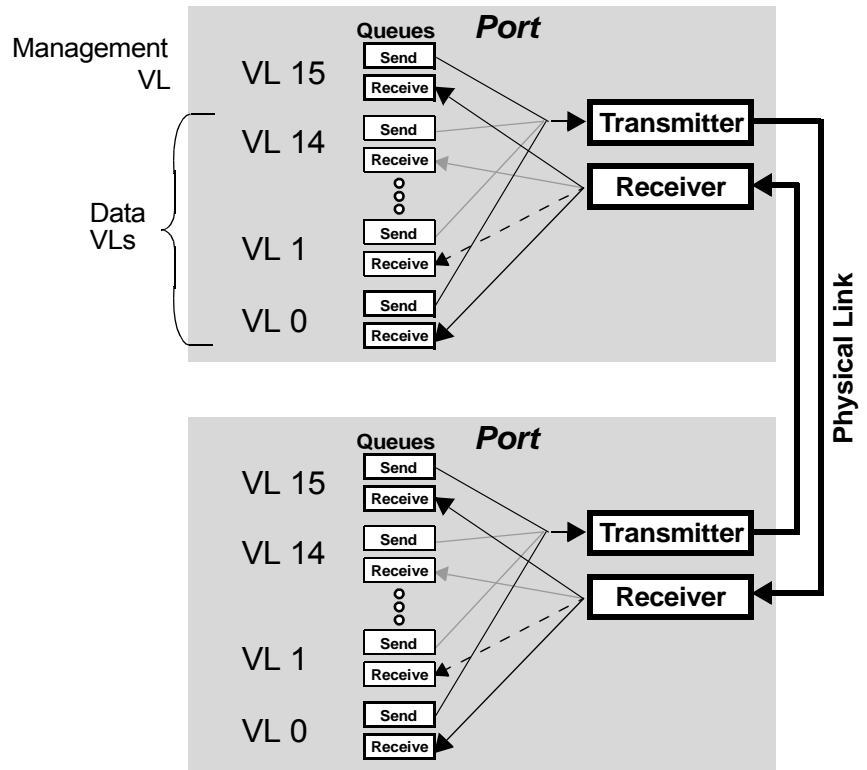 Queues Port
Management
VL
VL 15
Send
Receive
Transmitter
VL 14
Send
Receive
Receiver
Data
VLs
VL 1
Send
Receive
VL 0
Send
Receive
Physical Link
Queues Port
VL 15
Send
Receive
Transmitter
VL 14
Send
Receive
Receiver
VL 1
Send
Receive
VL 0
Send
Receive